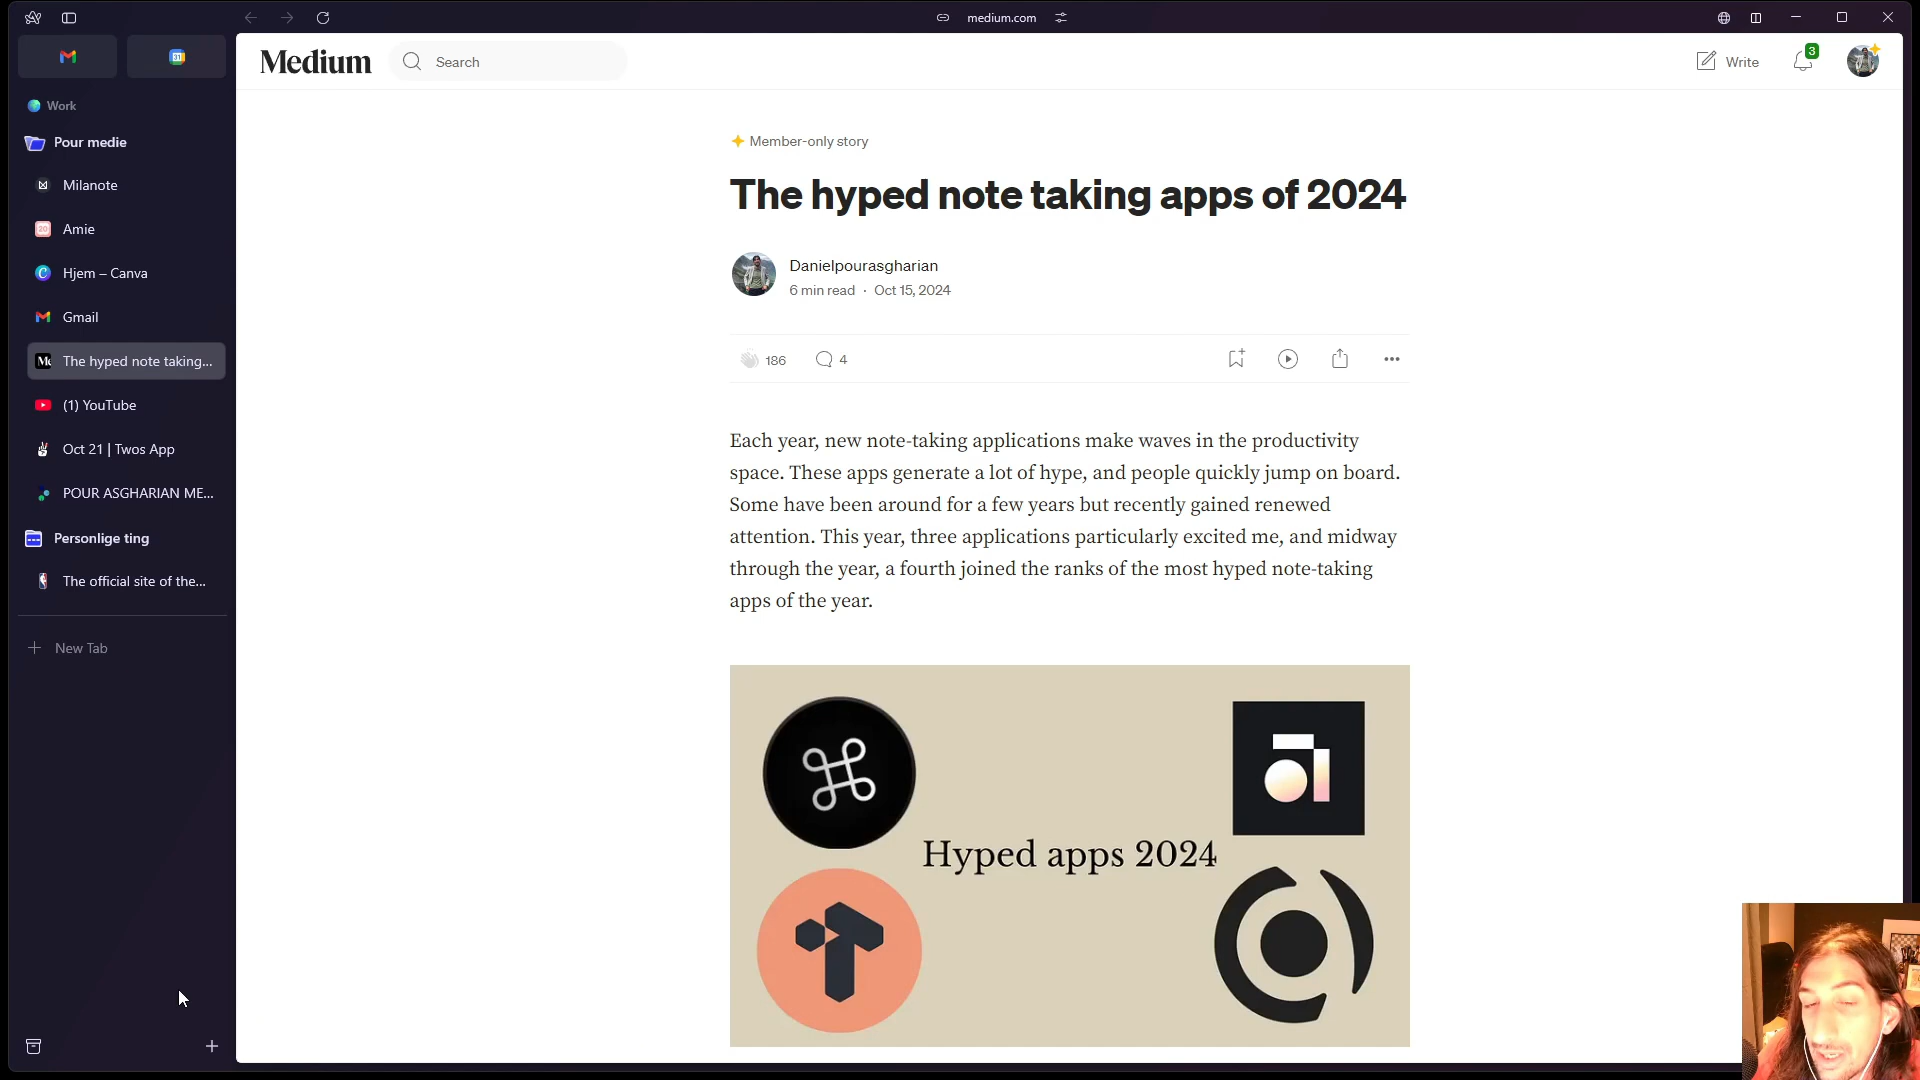 medium.com
31
Work
Pour medie
Milanote
Amie
Hjem – Canva
Gmail
The hyped note taking...
(1) YouTube
Oct 21 | Twos App
POUR ASGHARIAN ME...
Personlige ting
The official site of the...
New Tab
Medium
Search
Write
3
Member-only story
The hyped note taking apps of 2024
Danielpourasgharian
6 min read · Oct 15, 2024
186
4
Each year, new note-taking applications make waves in the productivity
space. These apps generate a lot of hype, and people quickly jump on board.
Some have been around for a few years but recently gained renewed
attention. This year, three applications particularly excited me, and midway
through the year, a fourth joined the ranks of the most hyped note-taking
apps of the year.
Hyped apps 2024